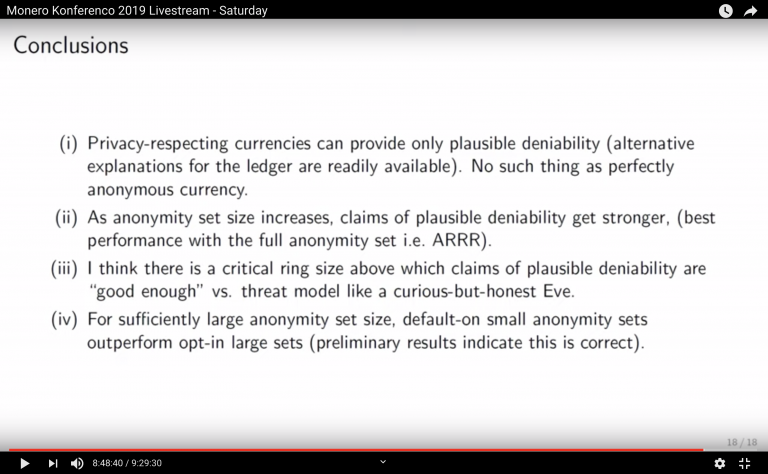 Monero Konferenco 2019 Livestream - Saturday
Conclusions
(i) Privacy-respecting currencies can provide only plausible deniability (alternative
explanations for the ledger are readily available). No such thing as perfectly
anonymous currency.
(ii) As anonymity set size increases, claims of plausible deniability get stronger, (best
performance with the full anonymity set i.e. ARRR).
(iii) I think there is a critical ring size above which claims of plausible deniability are
“good enough” vs. threat model like a curious-but-honest Eve.
(iv) For sufficiently large anonymity set size, default-on small anonymity sets
outperform opt-in large sets (preliminary results indicate this is correct).
18 / 18
8:48:40 / 9:29:30